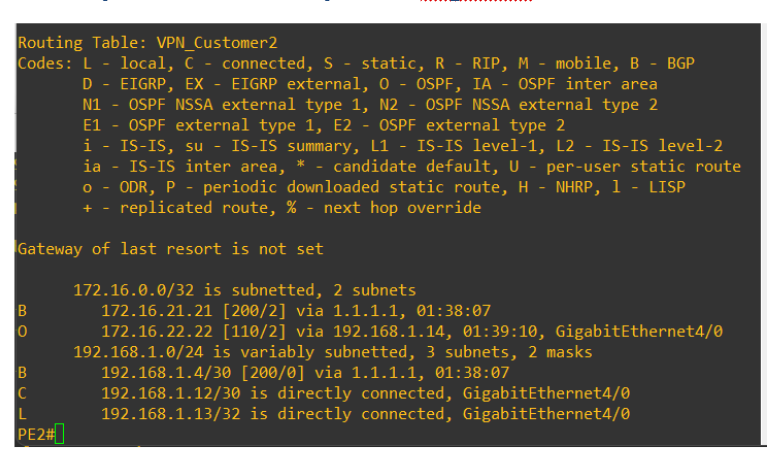 Routing Table: VPN_Customer2
Codes: L - local, C - connected, S - static, R - RIP, M - mobile, B - BGP
       D - EIGRP, EX - EIGRP external, O - OSPF, IA - OSPF inter area
       N1 - OSPF NSSA external type 1, N2 - OSPF NSSA external type 2
       E1 - OSPF external type 1, E2 - OSPF external type 2
       i - IS-IS, su - IS-IS summary, L1 - IS-IS level-1, L2 - IS-IS level-2
       ia - IS-IS inter area, * - candidate default, U - per-user static route
       o - ODR, P - periodic downloaded static route, H - NHRP, l - LISP
       + - replicated route, % - next hop override
Gateway of last resort is not set
      172.16.0.0/32 is subnetted, 2 subnets
B        172.16.21.21 [200/2] via 1.1.1.1, 01:38:07
O        172.16.22.22 [110/2] via 192.168.1.14, 01:39:10, GigabitEthernet4/0
      192.168.1.0/24 is variably subnetted, 3 subnets, 2 masks
B        192.168.1.4/30 [200/0] via 1.1.1.1, 01:38:07
C        192.168.1.12/30 is directly connected, GigabitEthernet4/0
L        192.168.1.13/32 is directly connected, GigabitEthernet4/0
PE2#